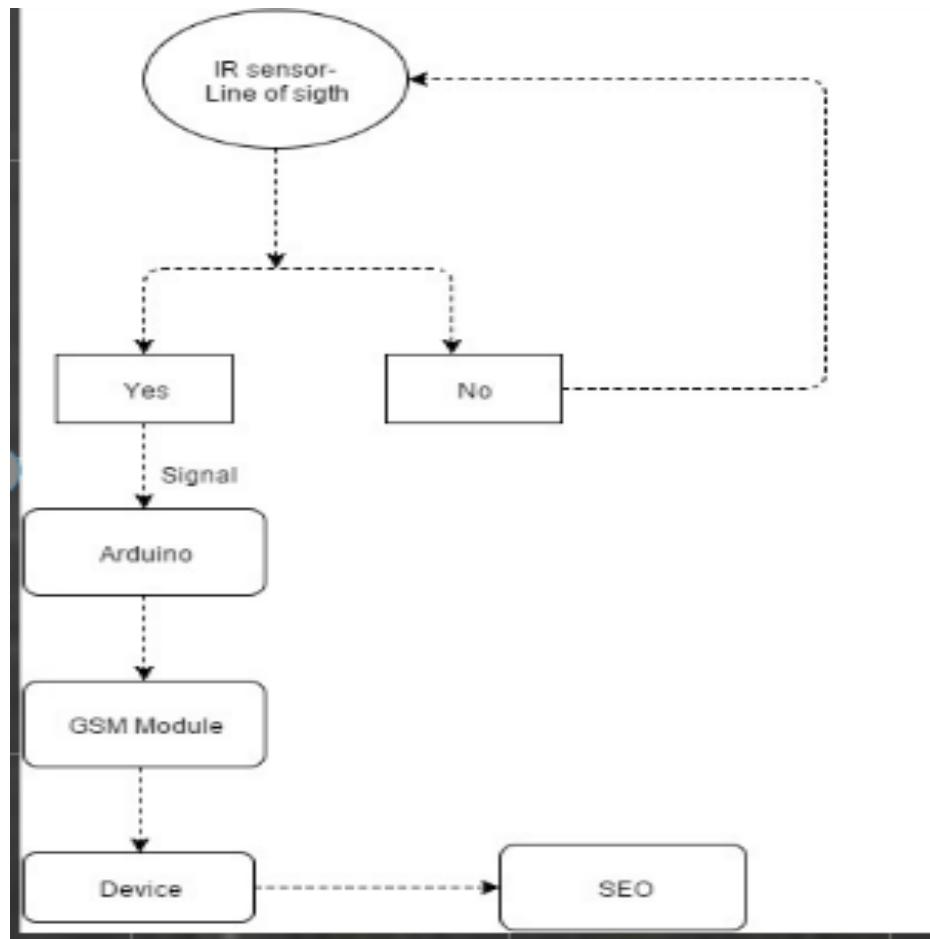 IR sensor-
Line of sigth
Yes
No
Signal
Arduino
GSM Module
Device
SEO